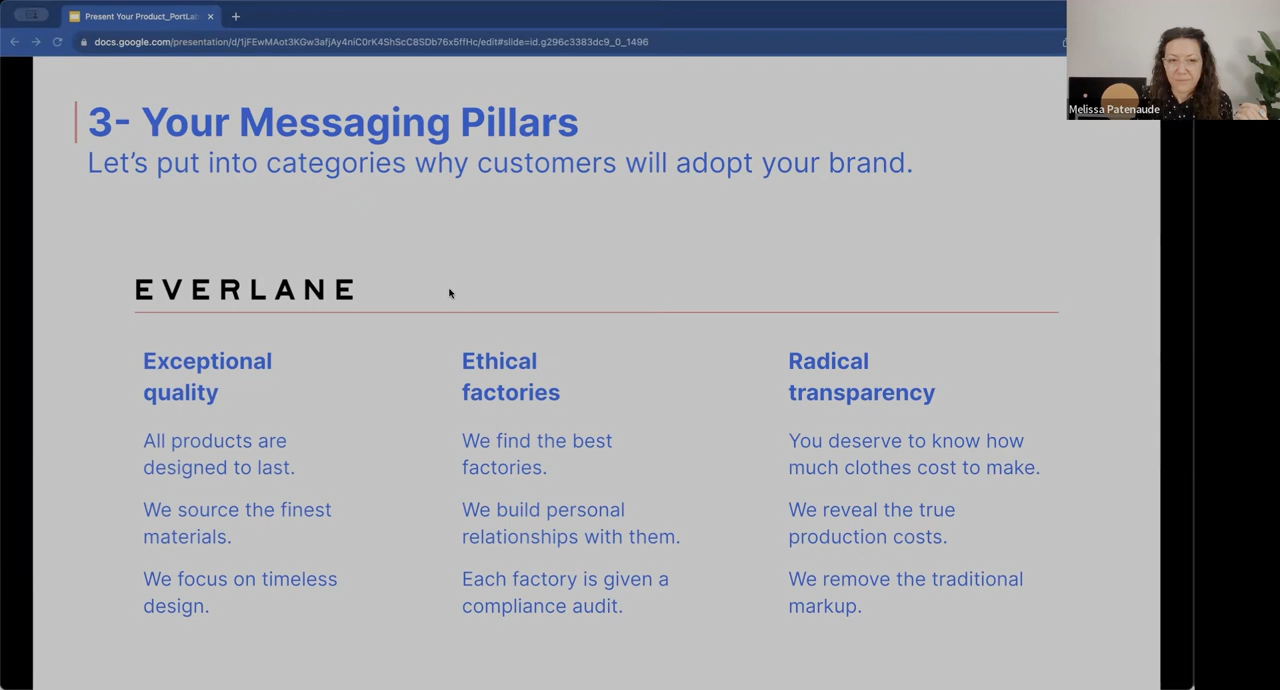 Present Your Product_PortLa
docs.google.com/presentation/d/1jFEwMAot3KGw3afjAy4niC0rK4ShScC8SDb76x5ffHc/edit#slide=id.g296c3383dc9_0_1496
Melissa Patenaude
3- Your Messaging Pillars
Let’s put into categories why customers will adopt your brand.
EVERLANE
Exceptional
quality
All products are
designed to last.
We source the finest
materials.
We focus on timeless
design.
Ethical
factories
We find the best
factories.
We build personal
relationships with them.
Each factory is given a
compliance audit.
Radical
transparency
You deserve to know how
much clothes cost to make.
We reveal the true
production costs.
We remove the traditional
markup.